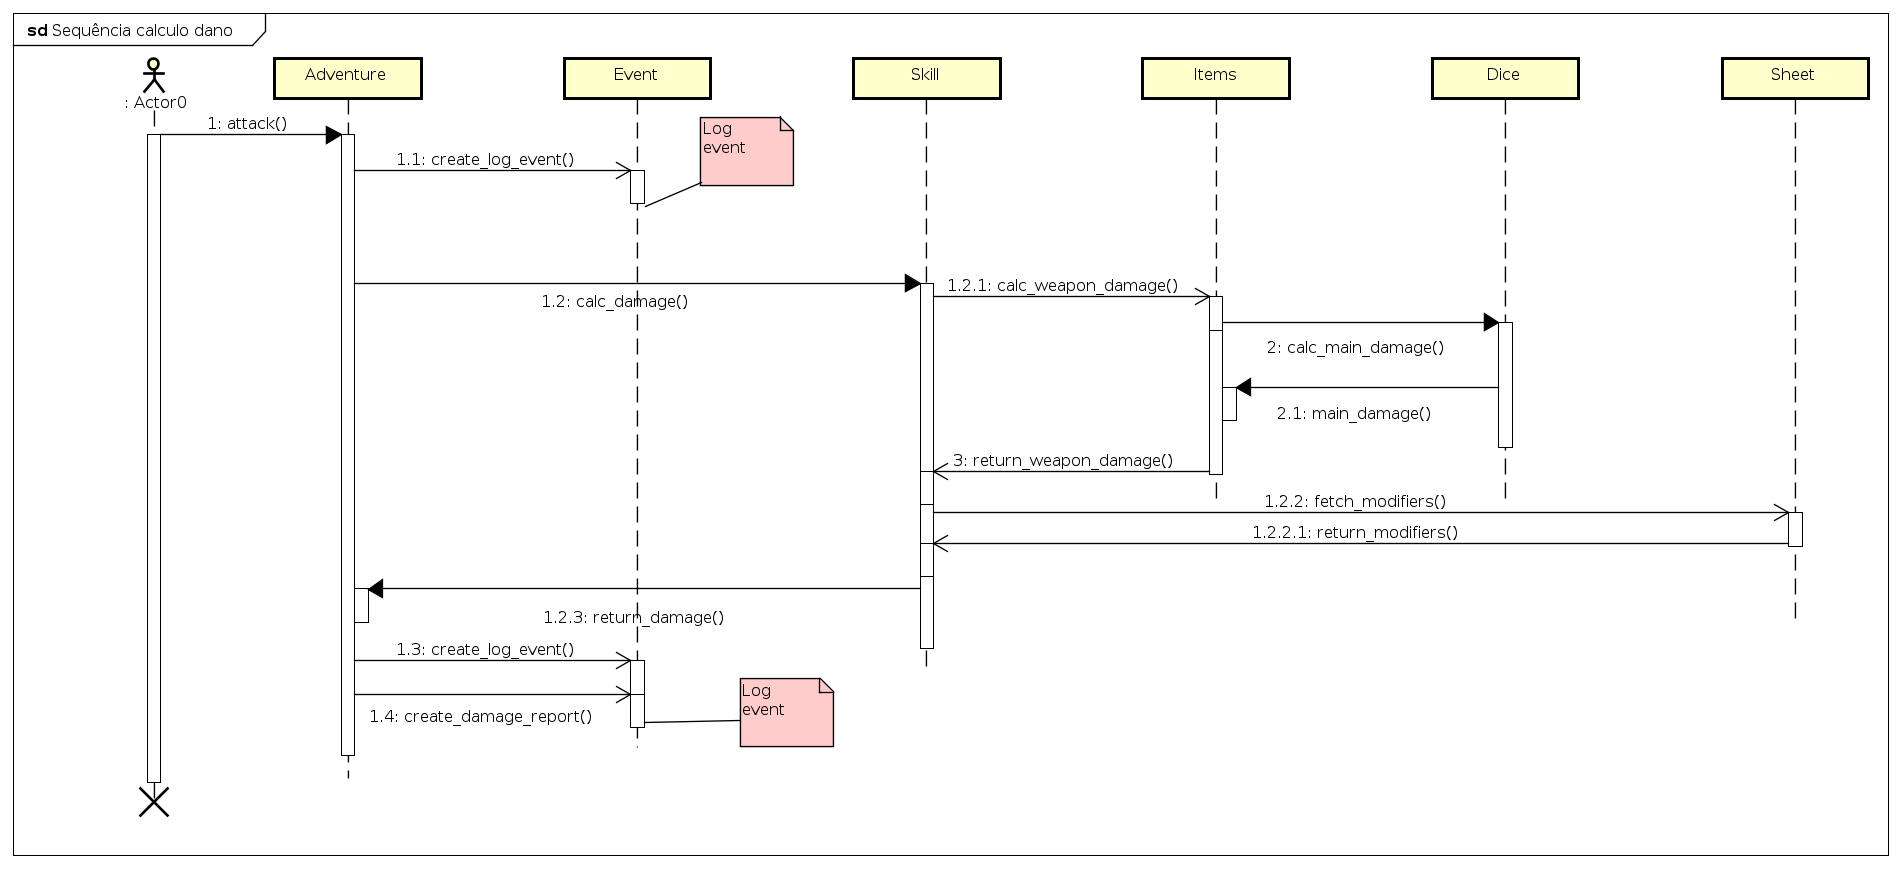 sd Sequência calculo dano
: Actor0
Adventure
Event
Skill
Items
Dice
Sheet
1: attack()
Log
event
1.1: create_log_event()
1.2: calc_damage()
1.2.1: calc_weapon_damage()
2: calc_main_damage()
2.1: main_damage()
3: return_weapon_damage()
1.2.2: fetch_modifiers()
1.2.2.1: return_modifiers()
1.2.3: return_damage()
1.3: create_log_event()
Log
event
1.4: create_damage_report()